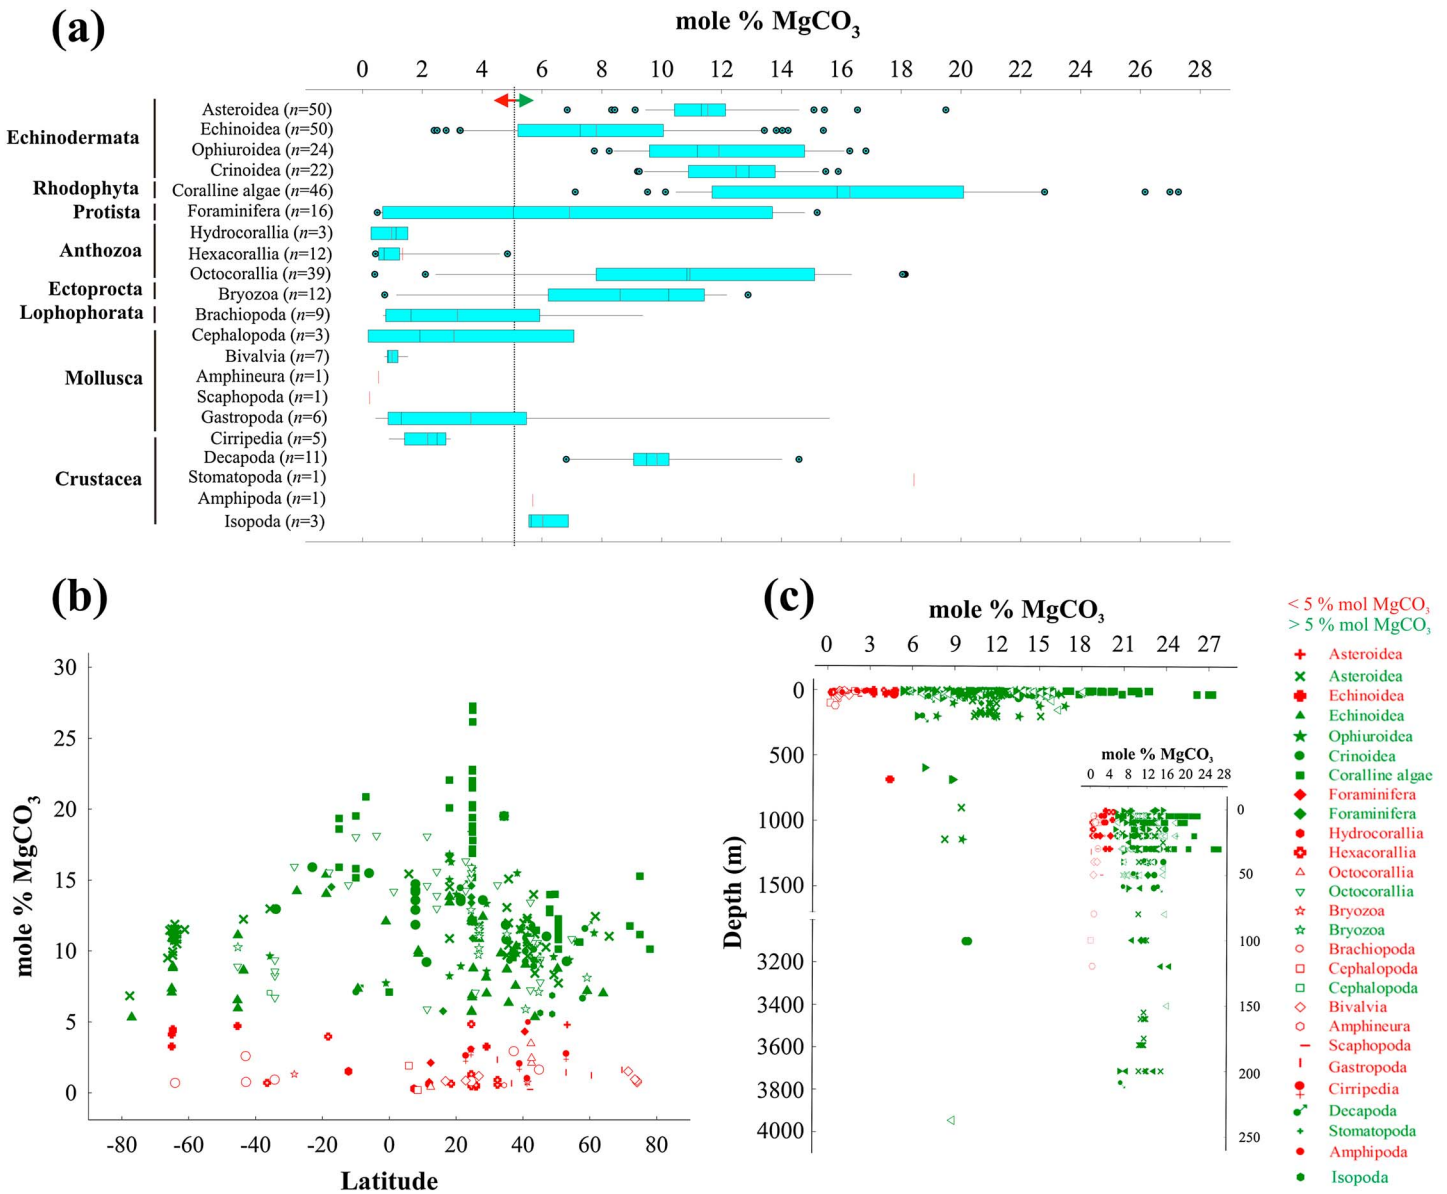 (a)
mole % MgCO3
0 2 4 6 8 10 12 14 16 18 20 22 24 26 28
Echinodermata
Asteroidea (n=50)
Echinoidea (n=50)
Ophiuroidea (n=24)
Crinoidea (n=22)
Rhodophyta
Coralline algae (n=46)
Protista
Foraminifera (n=16)
Anthozoa
Hydrocorallia (n=3)
Hexacorallia (n=12)
Octocorallia (n=39)
Ectoprocta
Bryozoa (n=12)
Lophophorata
Brachiopoda (n=9)
Mollusca
Cephalopoda (n=3)
Bivalvia (n=7)
Amphineura (n=1)
Scaphopoda (n=1)
Gastropoda (n=6)
Crustacea
Cirripedia (n=5)
Decapoda (n=11)
Stomatopoda (n=1)
Amphipoda (n=1)
Isopoda (n=3)
(b)
mole % MgCO3
30
25
20
15
10
5
0
-80 -60 -40 -20 0 20 40 60 80
Latitude
(c)
mole % MgCO3
0 3 6 9 12 15 18 21 24 27
Depth (m)
0
500
1000
1500
3200
3400
3600
3800
4000
mole % MgCO3
0 4 8 12 16 20 24 28
0
50
100
150
200
250
< 5 % mol MgCO3
> 5 % mol MgCO3
Asteroidea
Asteroidea
Echinoidea
Echinoidea
Ophiuroidea
Crinoidea
Coralline algae
Foraminifera
Foraminifera
Hydrocorallia
Hexacorallia
Octocorallia
Octocorallia
Bryozoa
Bryozoa
Brachiopoda
Cephalopoda
Cephalopoda
Bivalvia
Amphineura
Scaphopoda
Gastropoda
Cirripedia
Decapoda
Stomatopoda
Amphipoda
Isopoda